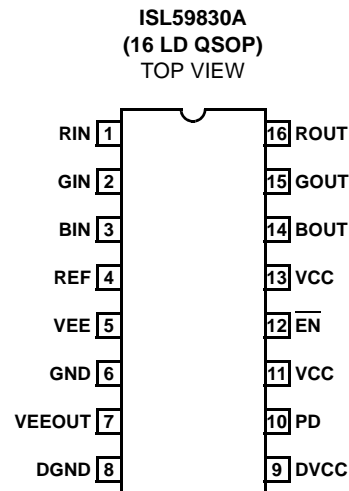 ISL59830A
(16 LD QSOP)
TOP VIEW
RIN 1 16 ROUT
GIN 2 15 GOUT
BIN 3 14 BOUT
REF 4 13 VCC
VEE 5 12 E̅N̅
GND 6 11 VCC
VEEOUT 7 10 PD
DGND 8 9 DVCC